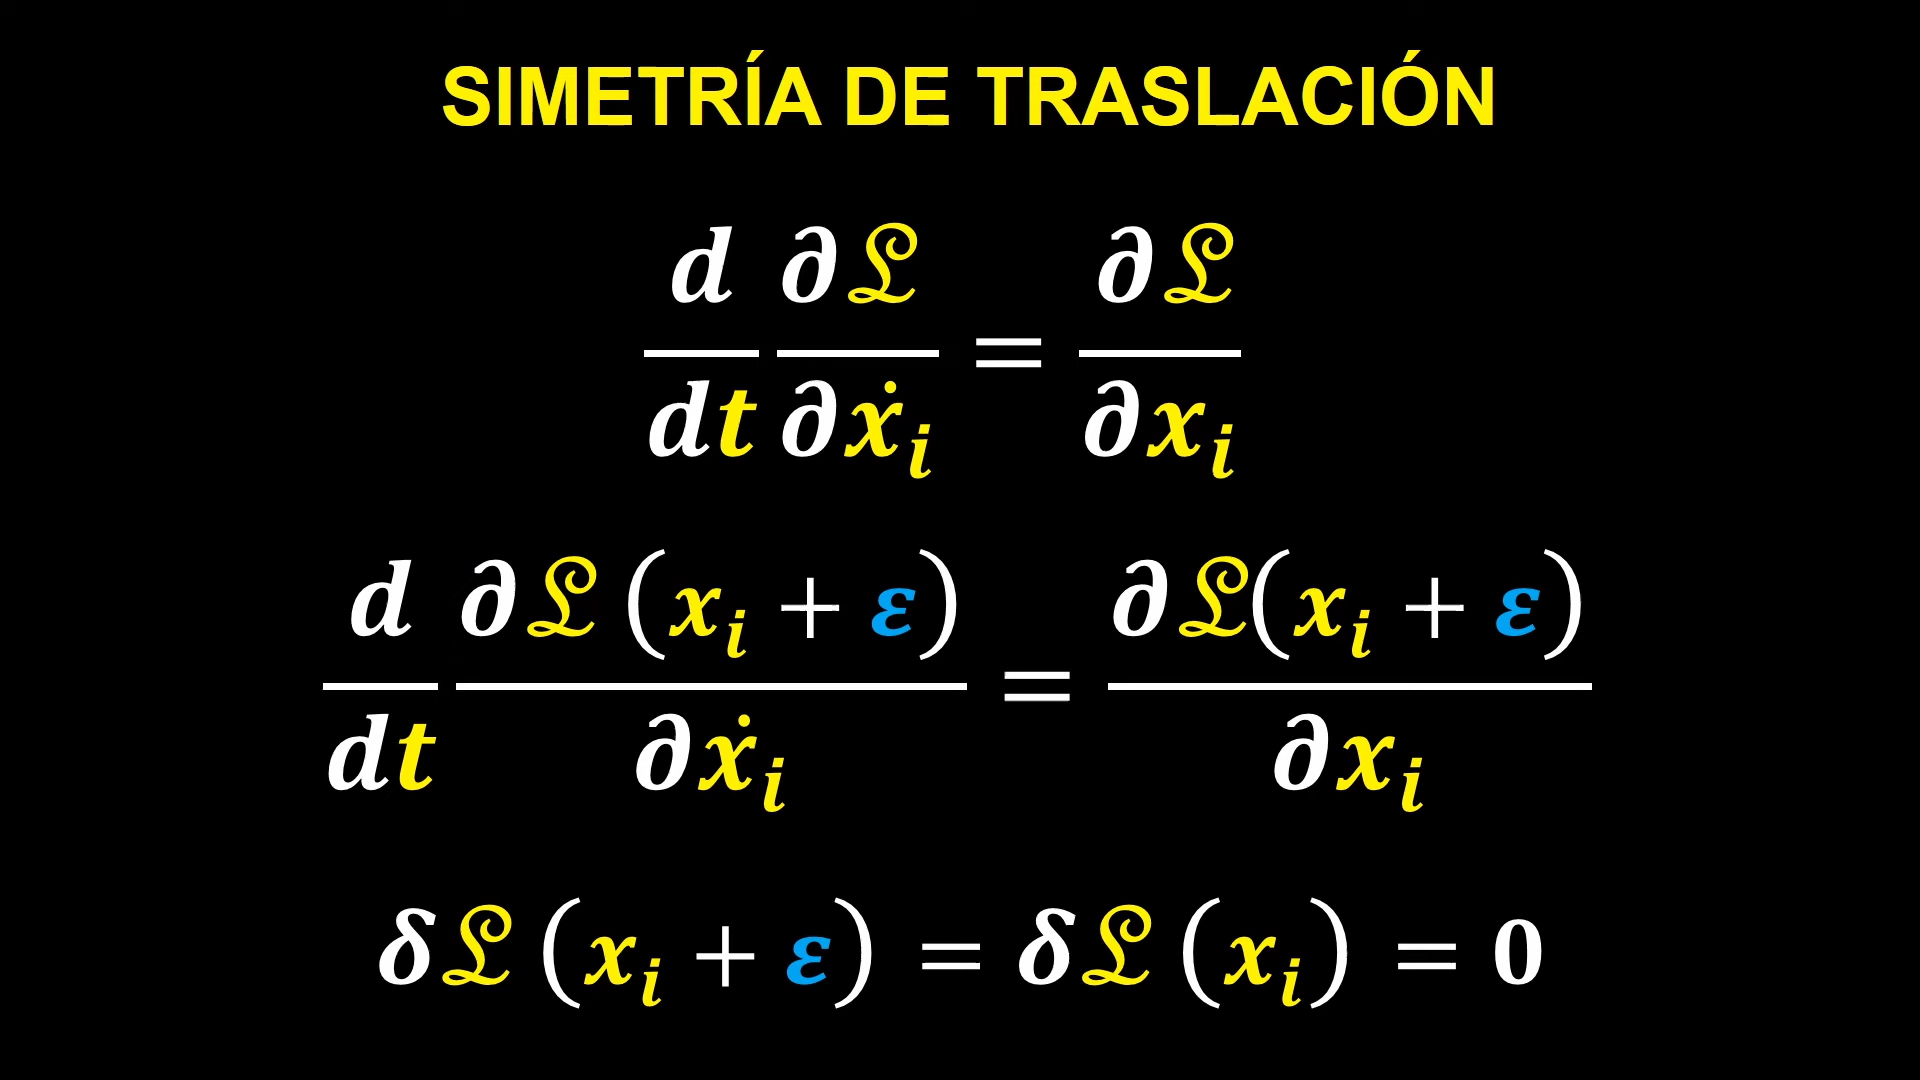 SIMETRÍA DE TRASLACIÓN
d/dt ∂ℒ/∂ẋᵢ = ∂ℒ/∂xᵢ
d/dt ∂ℒ(xᵢ + ε)/∂ẋᵢ = ∂ℒ(xᵢ + ε)/∂xᵢ
δℒ(xᵢ + ε) = δℒ(xᵢ) = 0